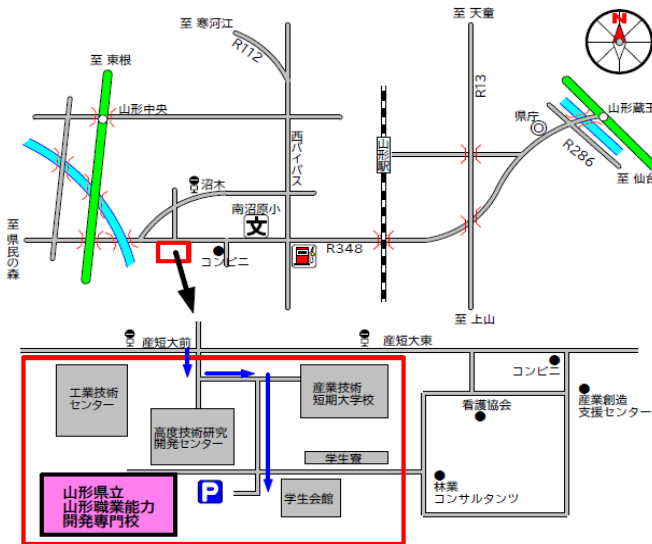 至 寒河江
至 天童
N
R112
至 東根
R13
山形中央
山形蔵王
県庁
西バイパス
山形駅
R286
至 仙台
沼木
南沼原小
文
至 県民の森
コンビニ
R348
至 上山
産短大前
産短大東
工業技術
センター
産業技術
短期大学校
コンビニ
産業創造
支援センター
看護協会
高度技術研究
開発センター
学生寮
山形県立
山形職業能力
開発専門校
P
学生会館
林業
コンサルタンツ